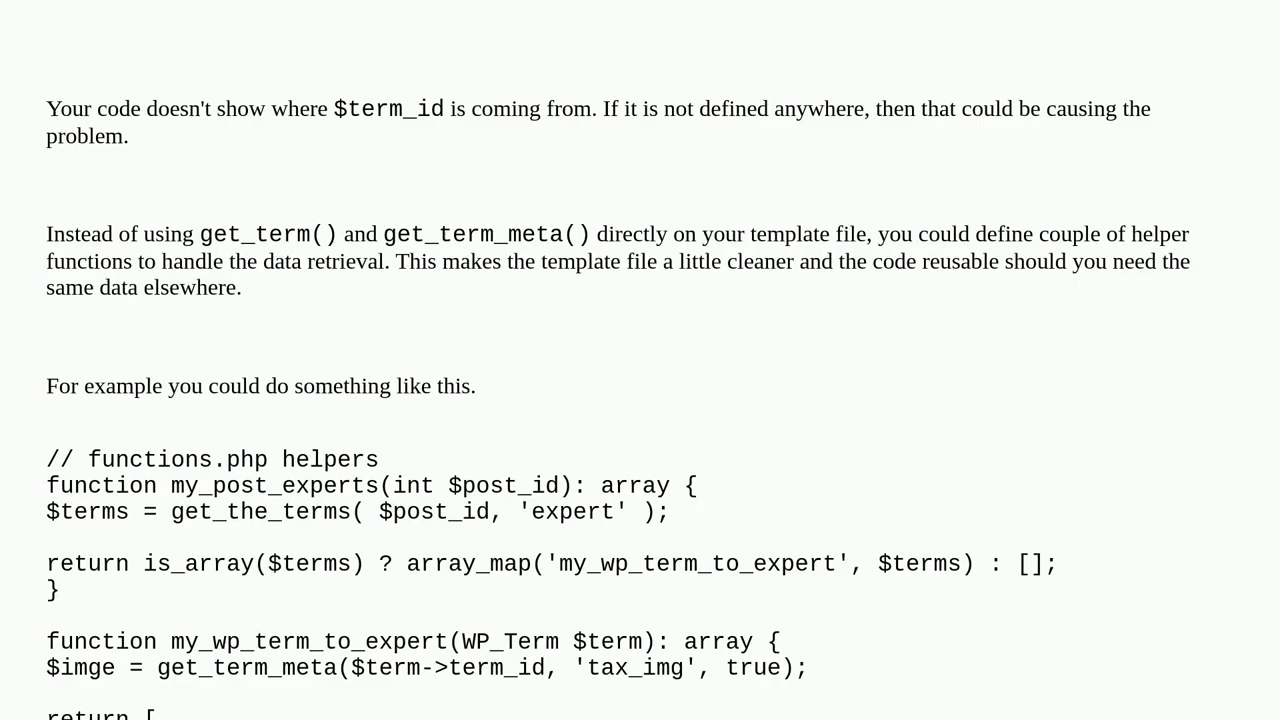 Your code doesn't show where $term_id is coming from. If it is not defined anywhere, then that could be causing the
problem.
Instead of using get_term() and get_term_meta() directly on your template file, you could define couple of helper
functions to handle the data retrieval. This makes the template file a little cleaner and the code reusable should you need the
same data elsewhere.
For example you could do something like this.
// functions.php helpers
function my_post_experts(int $post_id): array {
$terms = get_the_terms( $post_id, 'expert' );
return is_array($terms) ? array_map('my_wp_term_to_expert', $terms) : [];
}
function my_wp_term_to_expert(WP_Term $term): array {
$imge = get_term_meta($term->term_id, 'tax_img', true);
return [